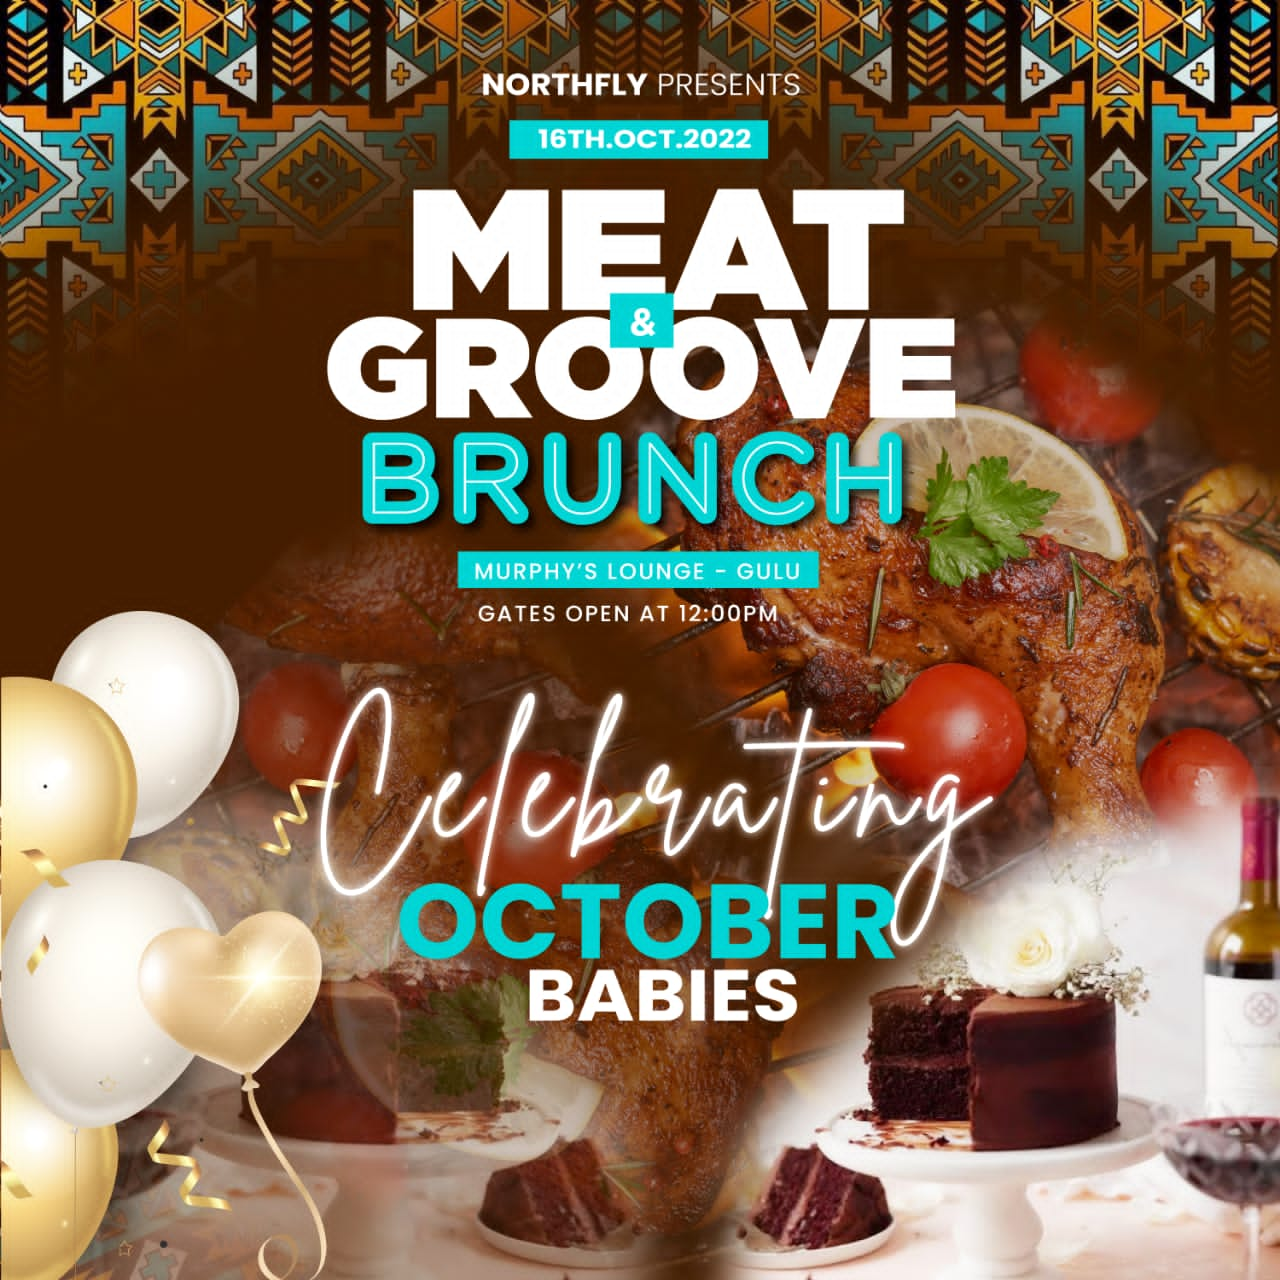 NORTHFLY PRESENTS
16TH.OCT.2022
MEAT
&
GROOVE
BRUNCH
MURPHY'S LOUNGE - GULU
GATES OPEN AT 12:00PM
Celebrating
OCTOBER
BABIES